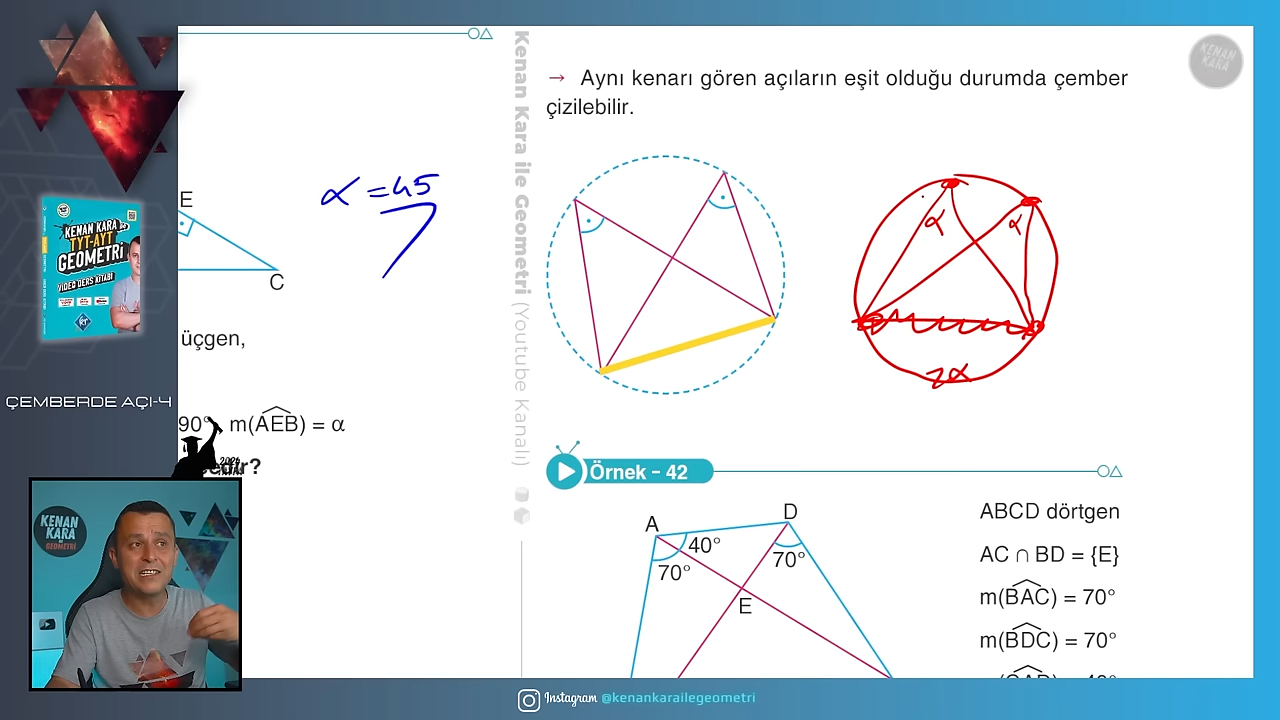 → Aynı kenarı gören açıların eşit olduğu durumda çember
çizilebilir.
KENAN
KARA
Kenan Kara ile Geometri (Youtube Kanalı)
E
C
α = 45
üçgen,
90°, m(AEB) = α
KENAN KARA ile
TYT-AYT
GEOMETRİ
VİDEO DERS KİTABI
ÇEMBERDE AÇI-4
α
α
2α
Örnek - 42
A
D
40°
70°
70°
E
ABCD dörtgen
AC ∩ BD = {E}
m(BAC) = 70°
m(BDC) = 70°
KENAN
KARA
GEOMETRİ
Instagram @kenankarailegeometri